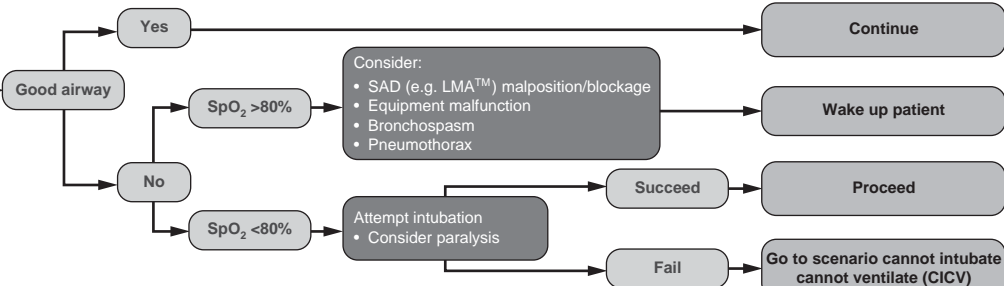 Yes
Continue
Good airway
Consider:
• SAD (e.g. LMA™) malposition/blockage
• Equipment malfunction
• Bronchospasm
• Pneumothorax
SpO₂ >80%
Wake up patient
No
Succeed
Proceed
SpO₂ <80%
Attempt intubation
• Consider paralysis
Fail
Go to scenario cannot intubate
cannot ventilate (CICV)